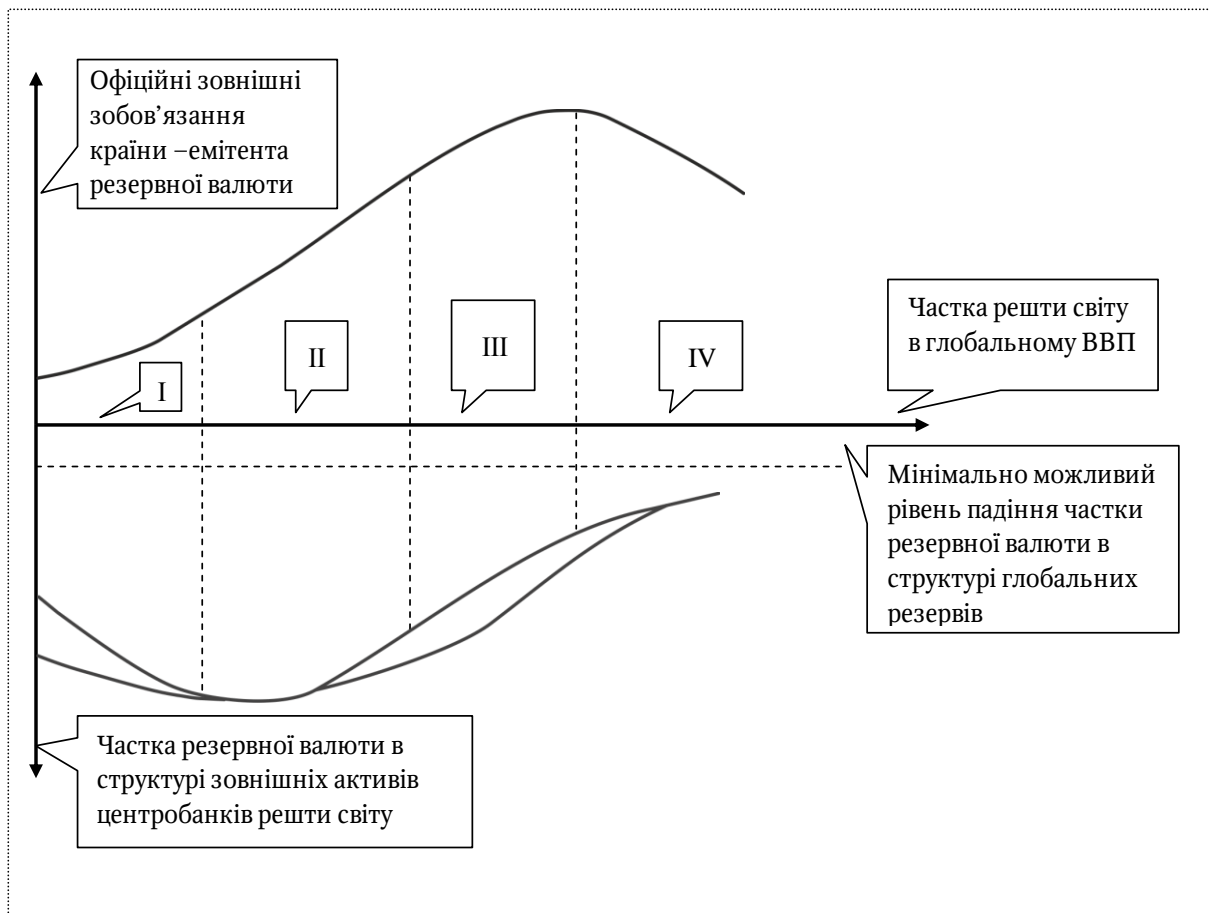 Офіційні зовнішні
зобов’язання
країни –емітента
резервної валюти
I
II
III
IV
Частка решти світу
в глобальному ВВП
Мінімально можливий
рівень падіння частки
резервної валюти в
структурі глобальних
резервів
Частка резервної валюти в
структурі зовнішніх активів
центробанків решти світу